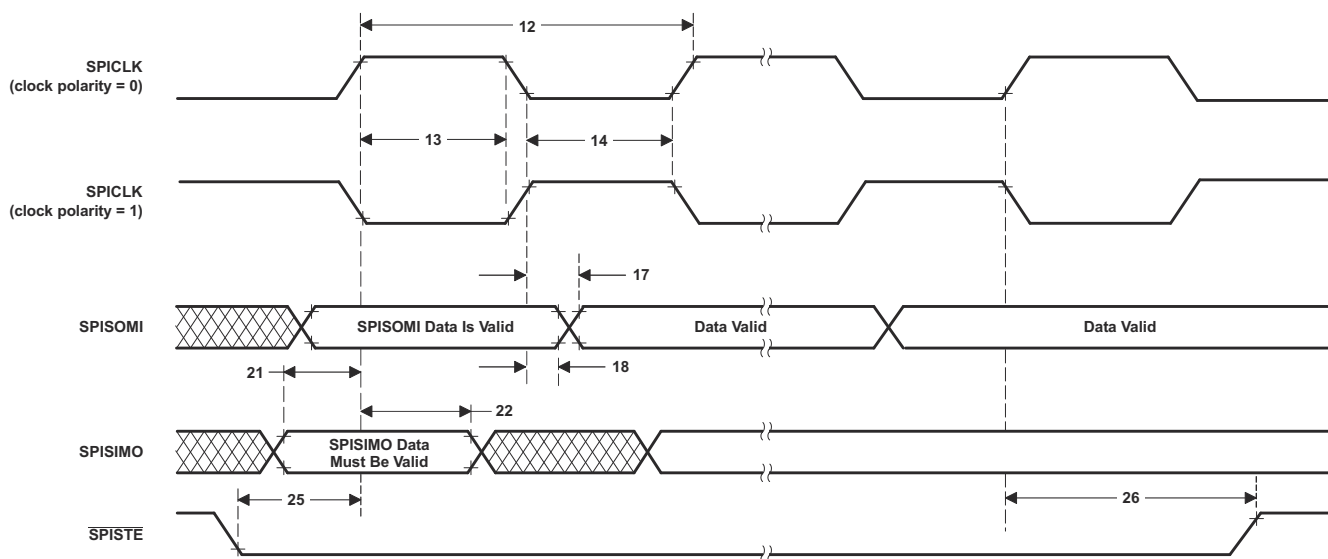 12
SPICLK
(clock polarity = 0)
13
14
SPICLK
(clock polarity = 1)
17
SPISOMI
SPISOMI Data Is Valid
Data Valid
Data Valid
21
18
22
SPISIMO
SPISIMO Data
Must Be Valid
25
26
SPISTE